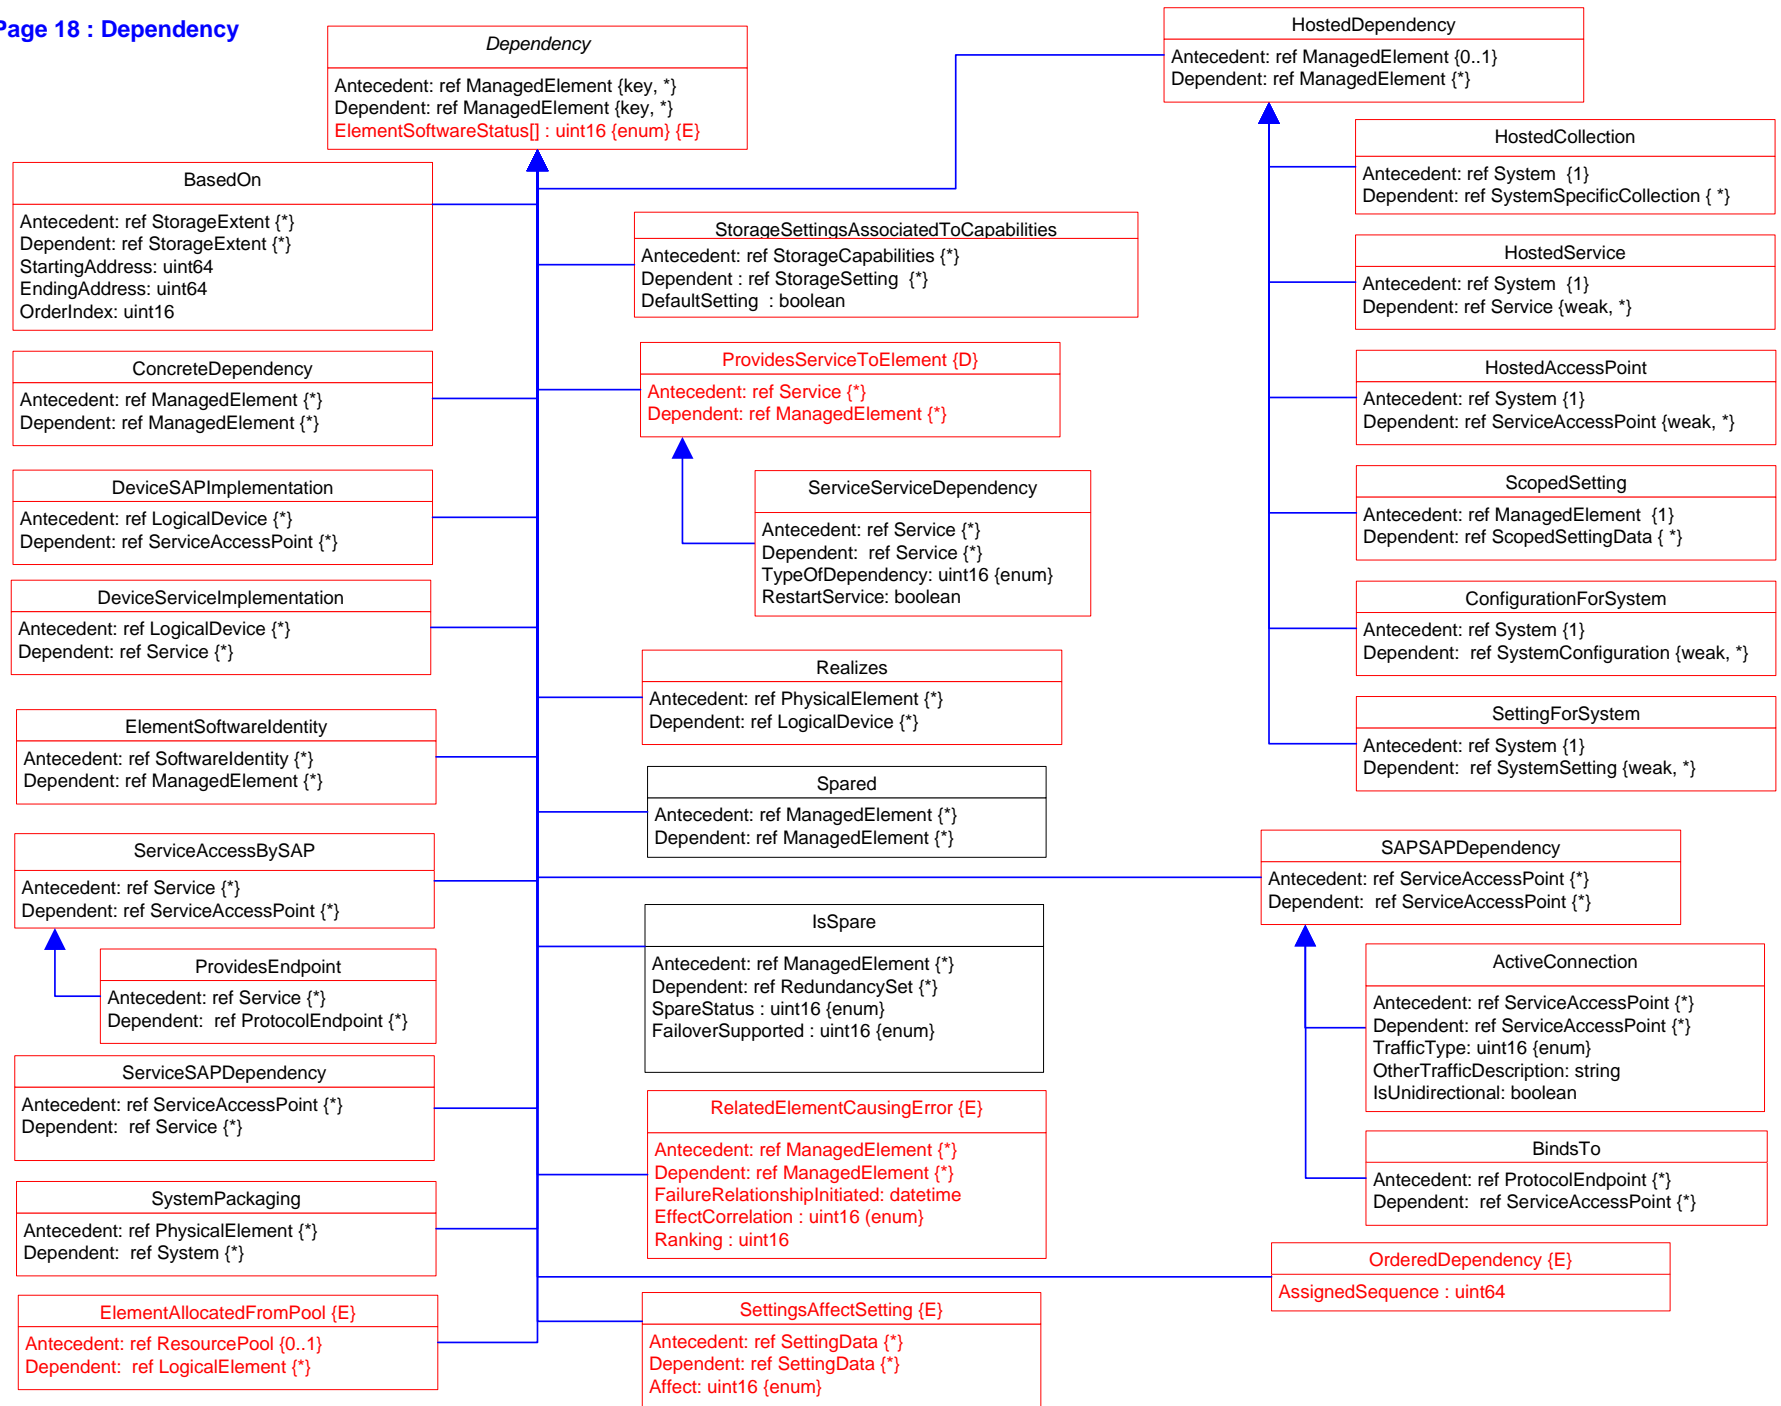 Page 18 : Dependency
Dependency
Antecedent: ref ManagedElement {key, *}
Dependent: ref ManagedElement {key, *}
ElementSoftwareStatus[] : uint16 {enum} {E}
HostedDependency
Antecedent: ref ManagedElement {0..1}
Dependent: ref ManagedElement {*}
BasedOn
Antecedent: ref StorageExtent {*}
Dependent: ref StorageExtent {*}
StartingAddress: uint64
EndingAddress: uint64
OrderIndex: uint16
ConcreteDependency
Antecedent: ref ManagedElement {*}
Dependent: ref ManagedElement {*}
DeviceSAPImplementation
Antecedent: ref LogicalDevice {*}
Dependent: ref ServiceAccessPoint {*}
DeviceServiceImplementation
Antecedent: ref LogicalDevice {*}
Dependent: ref Service {*}
ElementSoftwareIdentity
Antecedent: ref SoftwareIdentity {*}
Dependent: ref ManagedElement {*}
ServiceAccessBySAP
Antecedent: ref Service {*}
Dependent: ref ServiceAccessPoint {*}
ProvidesEndpoint
Antecedent: ref Service {*}
Dependent:  ref ProtocolEndpoint {*}
ServiceSAPDependency
Antecedent: ref ServiceAccessPoint {*}
Dependent:  ref Service {*}
SystemPackaging
Antecedent: ref PhysicalElement {*}
Dependent:  ref System {*}
ElementAllocatedFromPool {E}
Antecedent: ref ResourcePool {0..1}
Dependent:  ref LogicalElement {*}
StorageSettingsAssociatedToCapabilities
Antecedent: ref StorageCapabilities {*}
Dependent : ref StorageSetting  {*}
DefaultSetting  : boolean
ProvidesServiceToElement {D}
Antecedent: ref Service {*}
Dependent: ref ManagedElement {*}
ServiceServiceDependency
Antecedent: ref Service {*}
Dependent:  ref Service {*}
TypeOfDependency: uint16 {enum}
RestartService: boolean
Realizes
Antecedent: ref PhysicalElement {*}
Dependent: ref LogicalDevice {*}
Spared
Antecedent: ref ManagedElement {*}
Dependent: ref ManagedElement {*}
IsSpare
Antecedent: ref ManagedElement {*}
Dependent: ref RedundancySet {*}
SpareStatus : uint16 {enum}
FailoverSupported : uint16 {enum}
RelatedElementCausingError {E}
Antecedent: ref ManagedElement {*}
Dependent: ref ManagedElement {*}
FailureRelationshipInitiated: datetime
EffectCorrelation : uint16 (enum}
Ranking : uint16
SettingsAffectSetting {E}
Antecedent: ref SettingData {*}
Dependent: ref SettingData {*}
Affect: uint16 {enum}
HostedCollection
Antecedent: ref System  {1}
Dependent: ref SystemSpecificCollection { *}
HostedService
Antecedent: ref System  {1}
Dependent: ref Service {weak, *}
HostedAccessPoint
Antecedent: ref System {1}
Dependent: ref ServiceAccessPoint {weak, *}
ScopedSetting
Antecedent: ref ManagedElement  {1}
Dependent: ref ScopedSettingData { *}
ConfigurationForSystem
Antecedent: ref System {1}
Dependent:  ref SystemConfiguration {weak, *}
SettingForSystem
Antecedent: ref System {1}
Dependent:  ref SystemSetting {weak, *}
SAPSAPDependency
Antecedent: ref ServiceAccessPoint {*}
Dependent:  ref ServiceAccessPoint {*}
ActiveConnection
Antecedent: ref ServiceAccessPoint {*}
Dependent: ref ServiceAccessPoint {*}
TrafficType: uint16 {enum}
OtherTrafficDescription: string
IsUnidirectional: boolean
BindsTo
Antecedent: ref ProtocolEndpoint {*}
Dependent:  ref ServiceAccessPoint {*}
OrderedDependency {E}
AssignedSequence : uint64